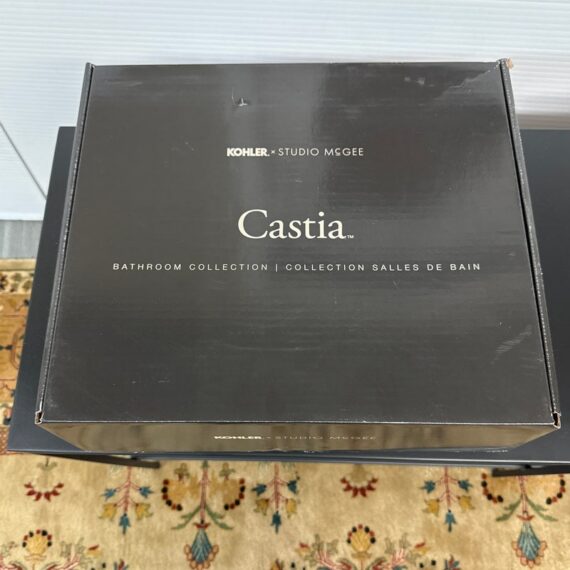 KOHLER. × STUDIO McGEE
Castia™
BATHROOM COLLECTION | COLLECTION SALLES DE BAIN
KOHLER. × STUDIO McGEE